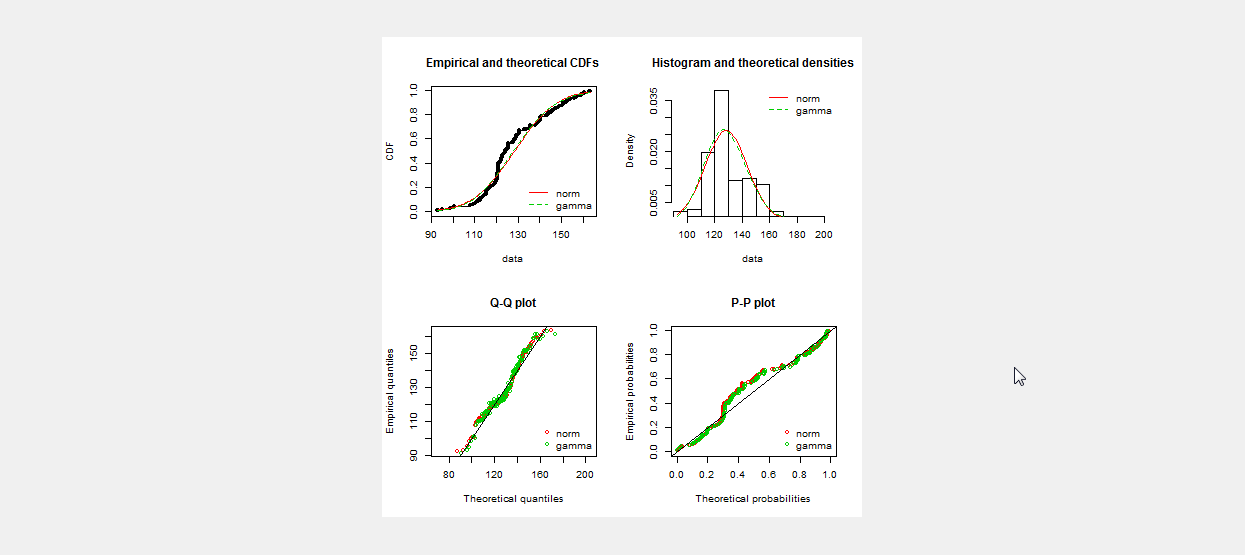 Empirical and theoretical CDFs
CDF
1.0
0.8
0.6
0.4
0.2
0.0
norm
gamma
90 110 130 150
data
Histogram and theoretical densities
Density
0.035
0.020
0.005
norm
gamma
100 120 140 160 180 200
data
Q-Q plot
Empirical quantiles
150
130
110
90
norm
gamma
80 120 160 200
Theoretical quantiles
P-P plot
Empirical probabilities
1.0
0.8
0.6
0.4
0.2
0.0
norm
gamma
0.0 0.2 0.4 0.6 0.8 1.0
Theoretical probabilities